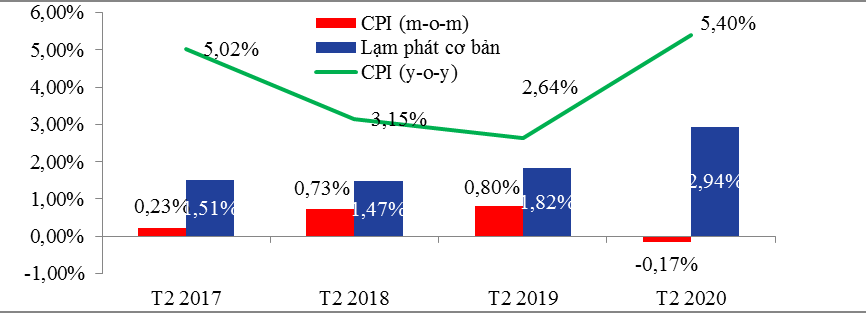 6,00%
5,00%
4,00%
3,00%
2,00%
1,00%
0,00%
-1,00%
CPI (m-o-m)
Lạm phát cơ bản
CPI (y-o-y)
5,02%
3,15%
2,64%
5,40%
0,23%
1,51%
0,73%
1,47%
0,80%
1,82%
-0,17%
2,94%
T2 2017
T2 2018
T2 2019
T2 2020